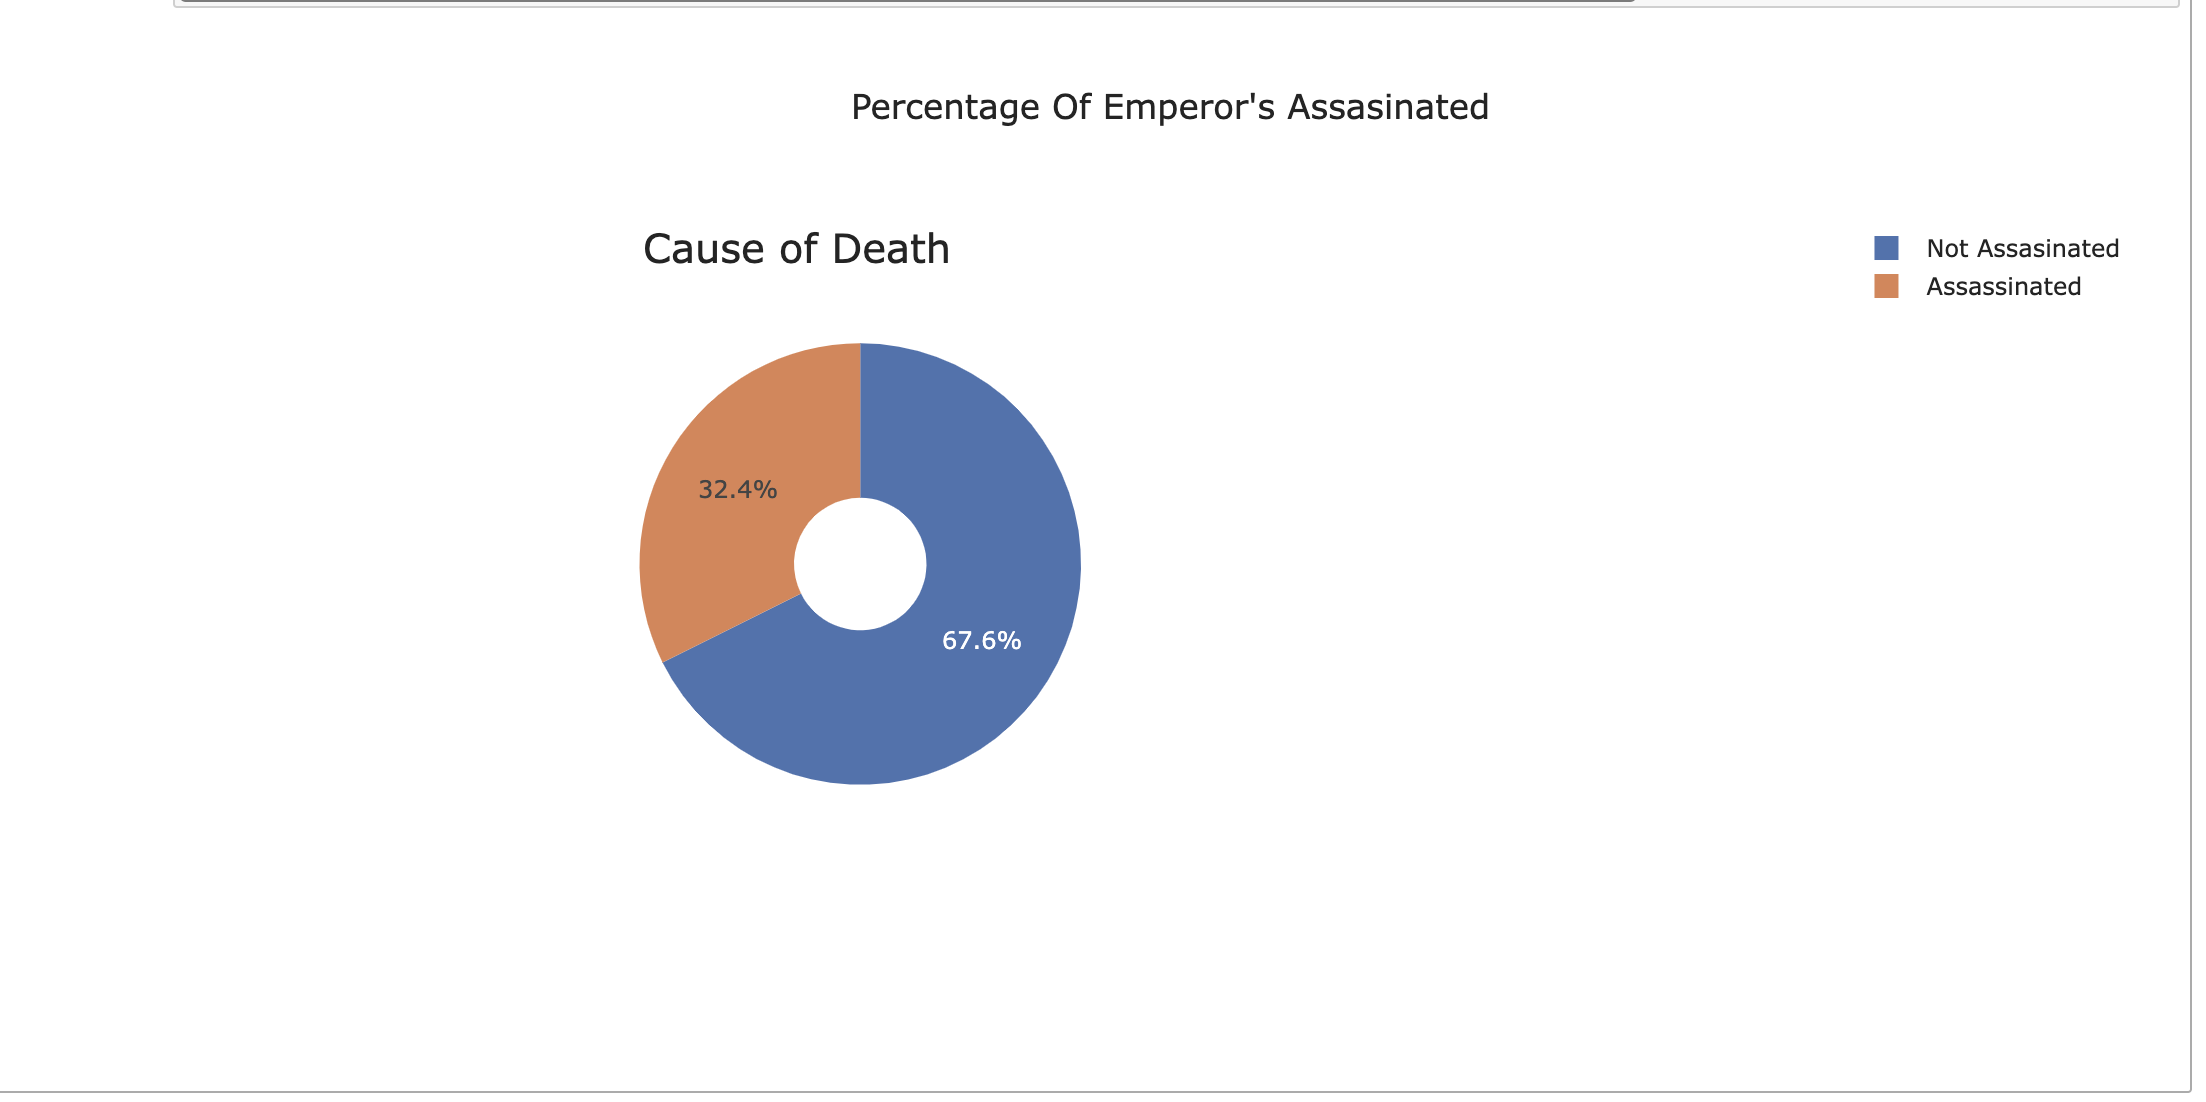 Percentage Of Emperor's Assasinated
Cause of Death
Not Assasinated
Assassinated
32.4%
67.6%